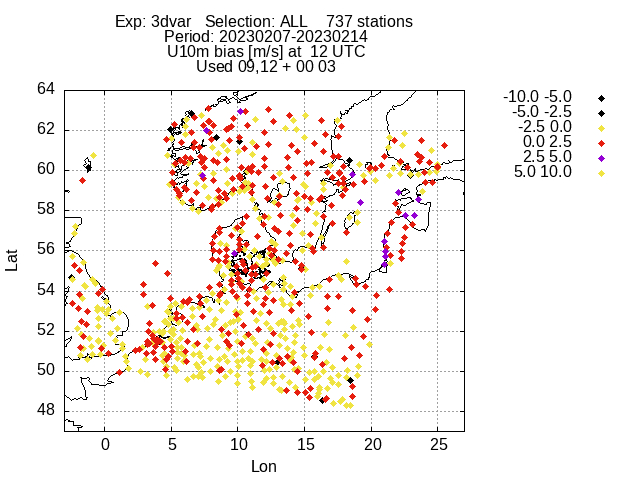 Exp: 3dvar   Selection: ALL    737 stations
Period: 20230207-20230214
U10m bias [m/s] at  12 UTC
Used 09,12 + 00 03
-10.0 -5.0
-5.0 -2.5
-2.5 0.0
0.0 2.5
2.5 5.0
5.0 10.0
64
62
60
58
56
54
52
50
48
Lat
0 5 10 15 20 25
Lon